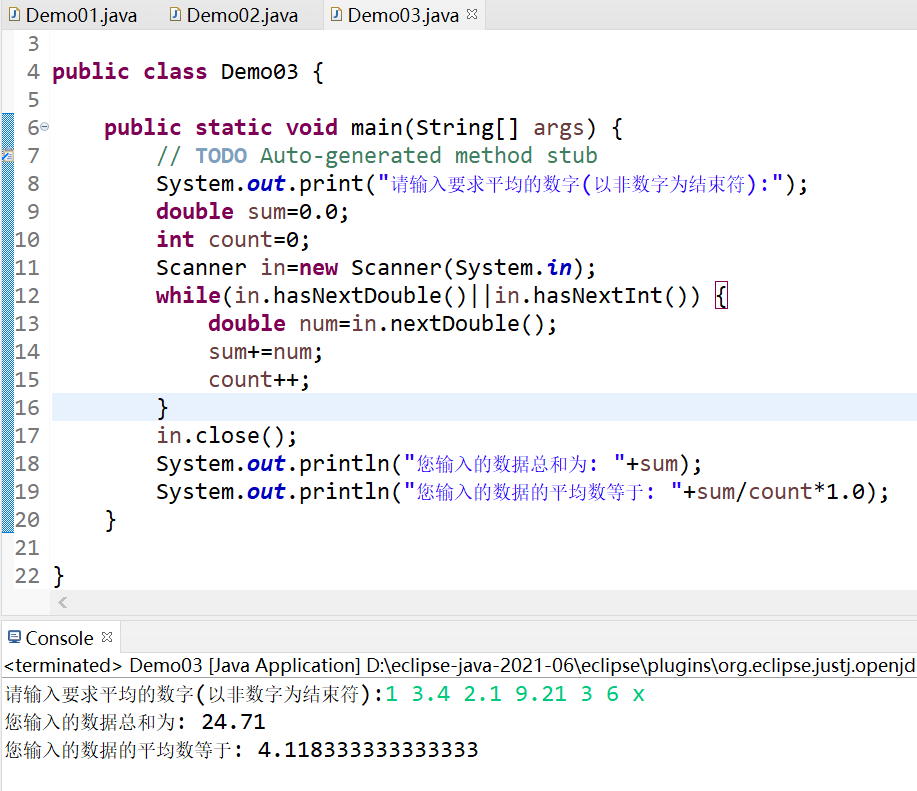 Demo01.java Demo02.java Demo03.java
3
4 public class Demo03 {
5
6 public static void main(String[] args) {
7 // TODO Auto-generated method stub
8 System.out.print("请输入要求平均的数字(以非数字为结束符):");
9 double sum=0.0;
10 int count=0;
11 Scanner in=new Scanner(System.in);
12 while(in.hasNextDouble()||in.hasNextInt()) {
13 double num=in.nextDouble();
14 sum+=num;
15 count++;
16 }
17 in.close();
18 System.out.println("您输入的数据总和为: "+sum);
19 System.out.println("您输入的数据的平均数等于: "+sum/count*1.0);
20 }
21
22 }
Console
<terminated> Demo03 [Java Application] D:\eclipse-java-2021-06\eclipse\plugins\org.eclipse.justj.openjd
请输入要求平均的数字(以非数字为结束符):1 3.4 2.1 9.21 3 6 x
您输入的数据总和为: 24.71
您输入的数据的平均数等于: 4.118333333333333